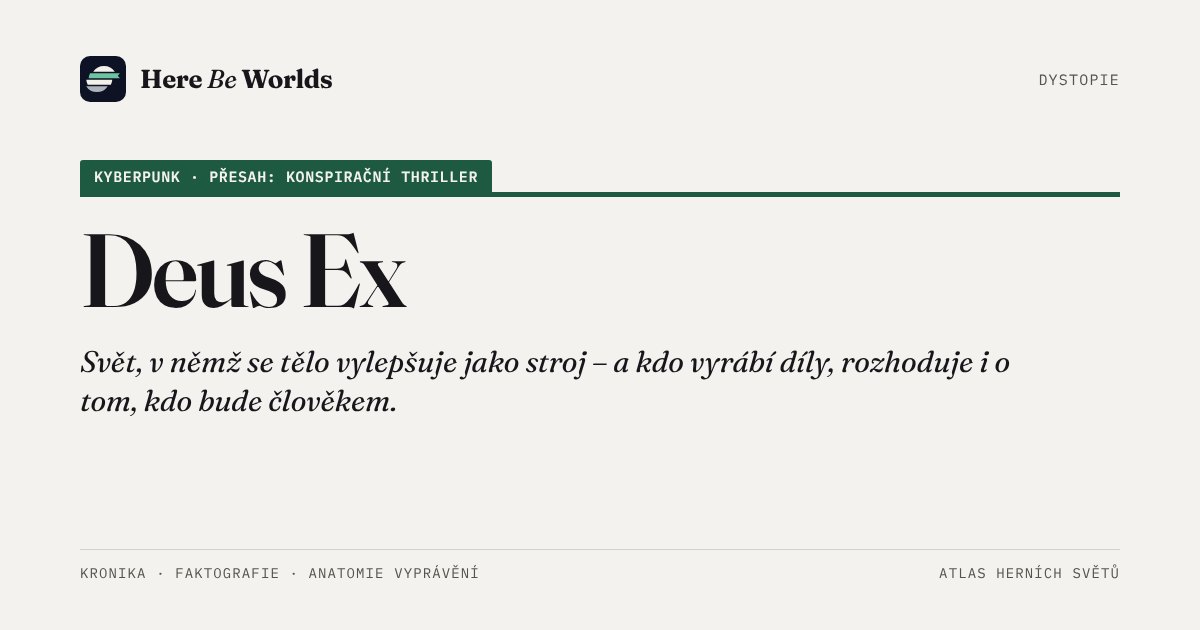 Here Be Worlds
DYSTOPIE
KYBERPUNK · PŘESAH: KONSPIRAČNÍ THRILLER
Deus Ex
Svět, v němž se tělo vylepšuje jako stroj – a kdo vyrábí díly, rozhoduje i o
tom, kdo bude člověkem.
KRONIKA · FAKTOGRAFIE · ANATOMIE VYPRÁVĚNÍ
ATLAS HERNÍCH SVĚTŮ